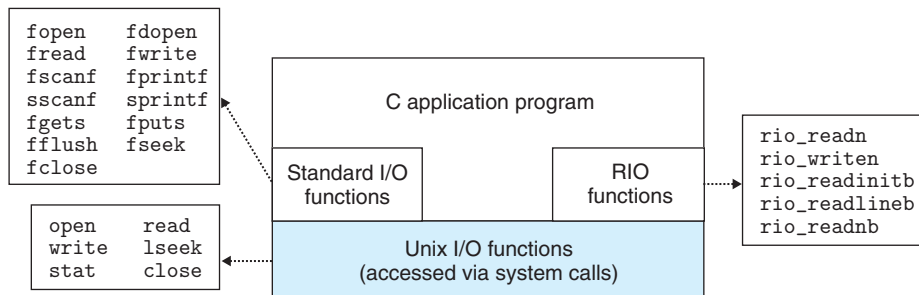 fopen fdopen
fread fwrite
fscanf fprintf
sscanf sprintf
fgets fputs
fflush fseek
fclose
C application program
Standard I/O
functions
RIO
functions
rio_readn
rio_writen
rio_readinitb
rio_readlineb
rio_readnb
open read
write lseek
stat close
Unix I/O functions
(accessed via system calls)